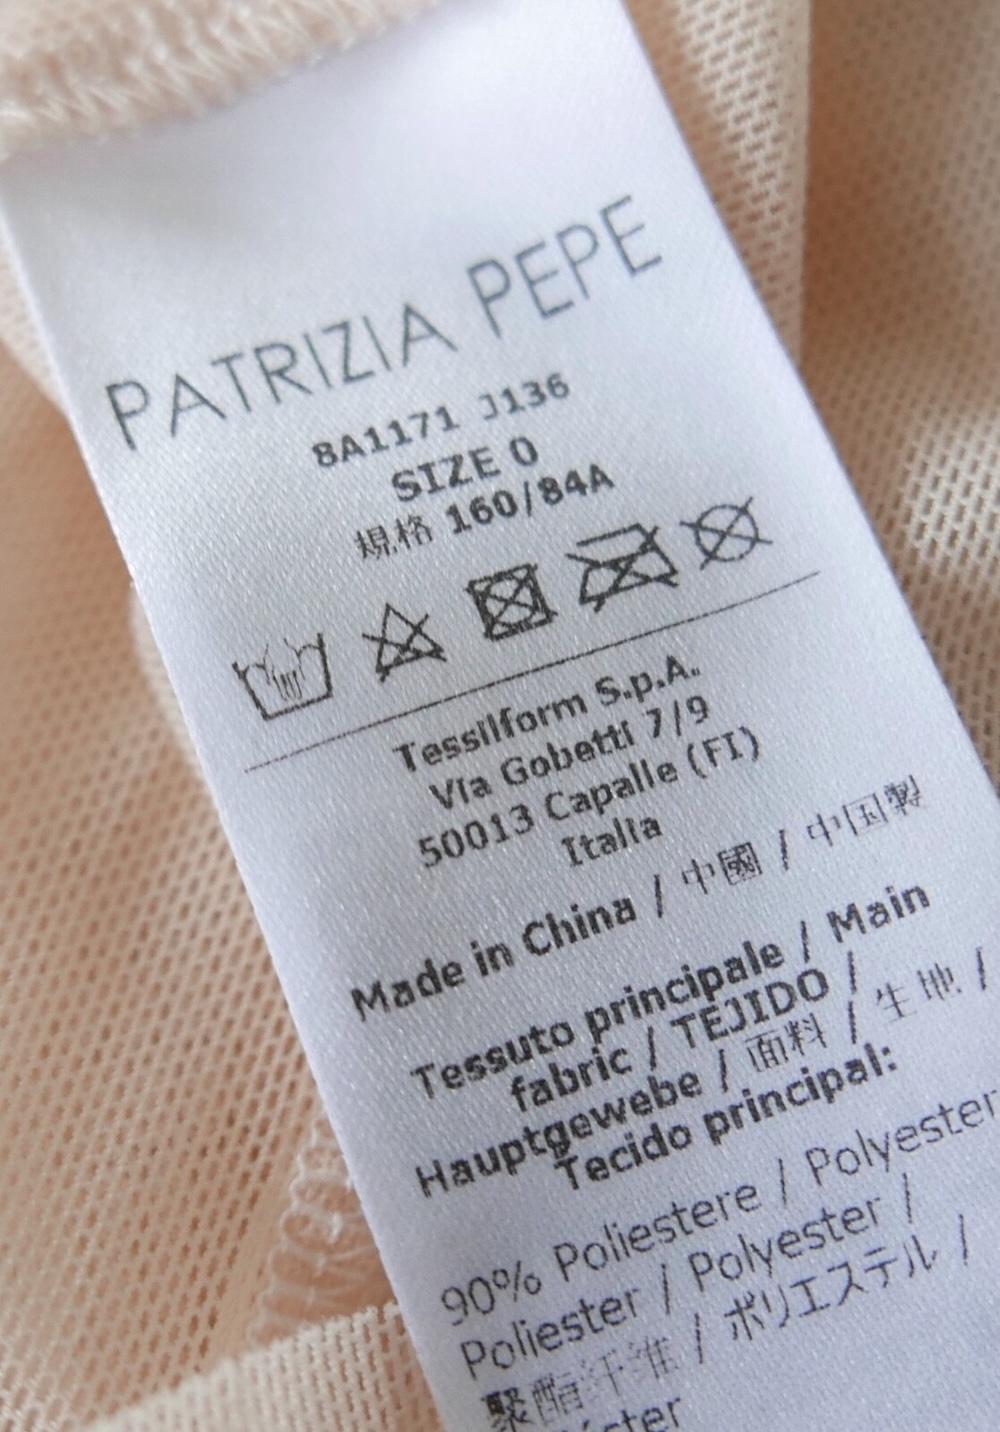 PATRIZIA PEPE
8A1171 J136
SIZE 0
規格 160/84A
Tessilform S.p.A.
Via Gobetti 7/9
50013 Capalle (FI)
Italia
Made in China / 中國 / 中国製
Tessuto principale / Main
fabric / TEJIDO /
Hauptgewebe / 面料 / 生地 /
Tecido principal:
90% Poliestere / Polyester
Poliester / Polyester /
聚酯纤维 / ポリエステル /